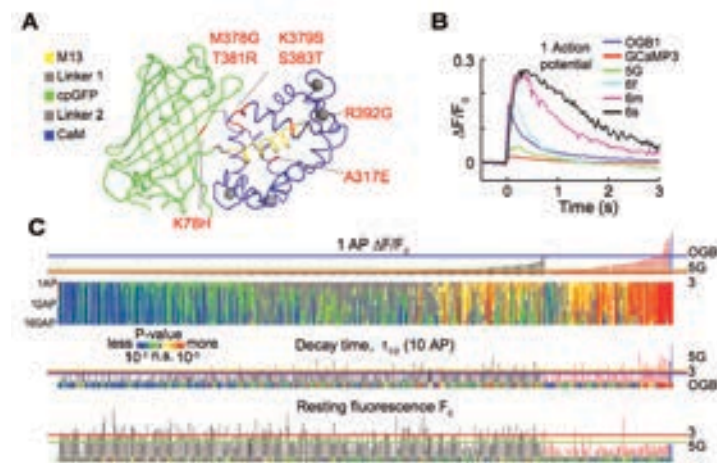 A
M378G K379S
T381R S383T
M13
Linker 1
cpGFP
Linker 2
CaM
R392G
A317E
K78H
B
0.3
ΔF/F0
0
1 Action
potential
OGB1
GCaMP3
5G
6f
6m
6s
0 1 2 3
Time (s)
C
1 AP ΔF/F0
OGB
5G
3
1AP
10AP
160AP
P-value
less more
n.s.
Decay time, τ1/2 (10 AP)
5G
3
OGB
Resting fluorescence F0
3
5G